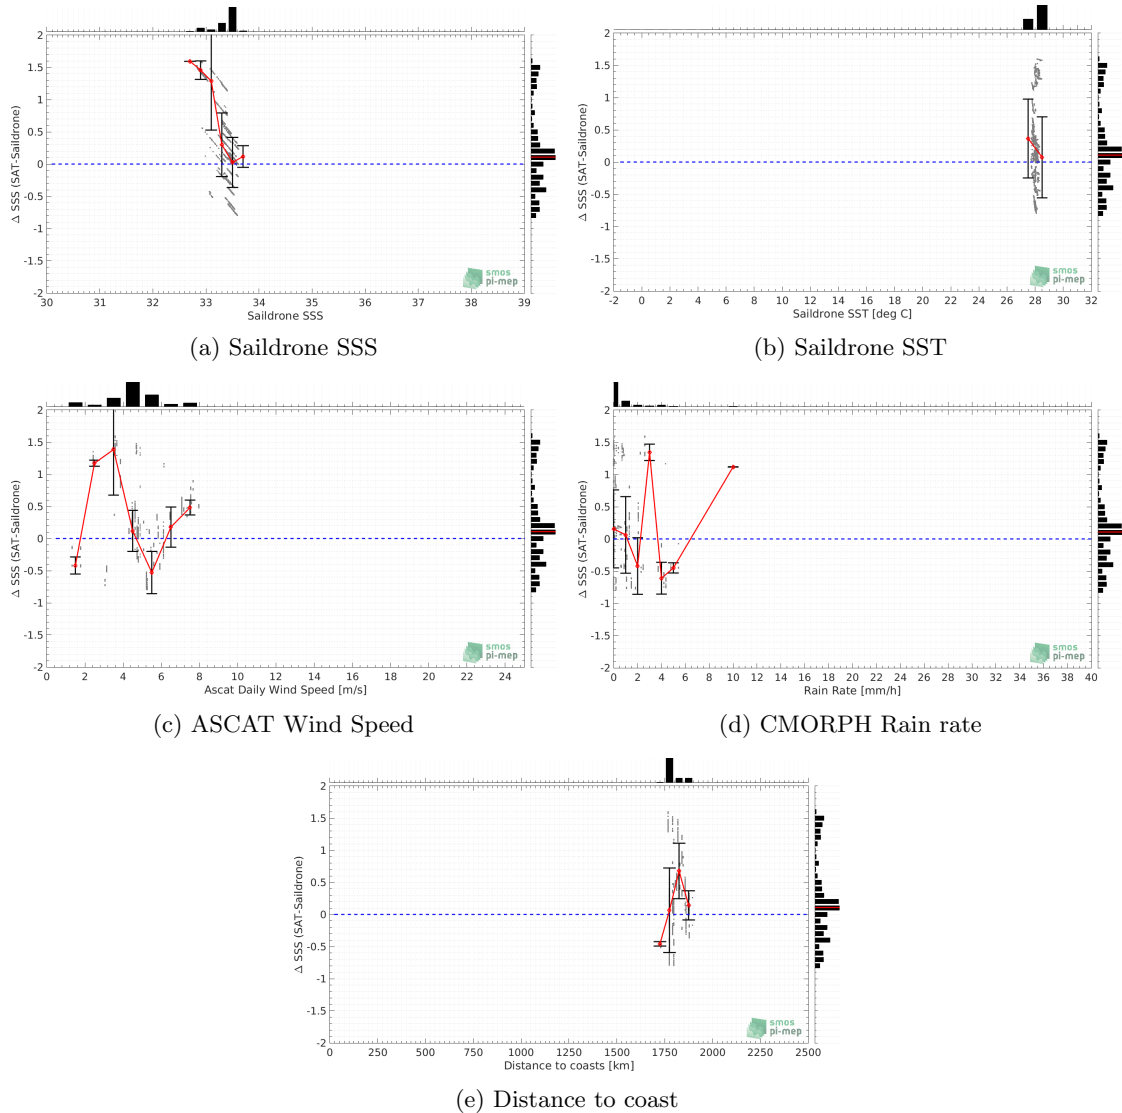 2
1.5
1
0.5
0
-0.5
-1
-1.5
-2
Δ SSS (SAT-Saildrone)
30 31 32 33 34 35 36 37 38 39
Saildrone SSS
smos
pi-mep
(a) Saildrone SSS
2
1.5
1
0.5
0
-0.5
-1
-1.5
-2
Δ SSS (SAT-Saildrone)
-2 0 2 4 6 8 10 12 14 16 18 20 22 24 26 28 30 32
Saildrone SST [deg C]
smos
pi-mep
(b) Saildrone SST
2
1.5
1
0.5
0
-0.5
-1
-1.5
-2
Δ SSS (SAT-Saildrone)
0 2 4 6 8 10 12 14 16 18 20 22 24
Ascat Daily Wind Speed [m/s]
smos
pi-mep
(c) ASCAT Wind Speed
2
1.5
1
0.5
0
-0.5
-1
-1.5
-2
Δ SSS (SAT-Saildrone)
0 2 4 6 8 10 12 14 16 18 20 22 24 26 28 30 32 34 36 38 40
Rain Rate [mm/h]
smos
pi-mep
(d) CMORPH Rain rate
2
1.5
1
0.5
0
-0.5
-1
-1.5
-2
Δ SSS (SAT-Saildrone)
0 250 500 750 1000 1250 1500 1750 2000 2250 2500
Distance to coasts [km]
smos
pi-mep
(e) Distance to coast